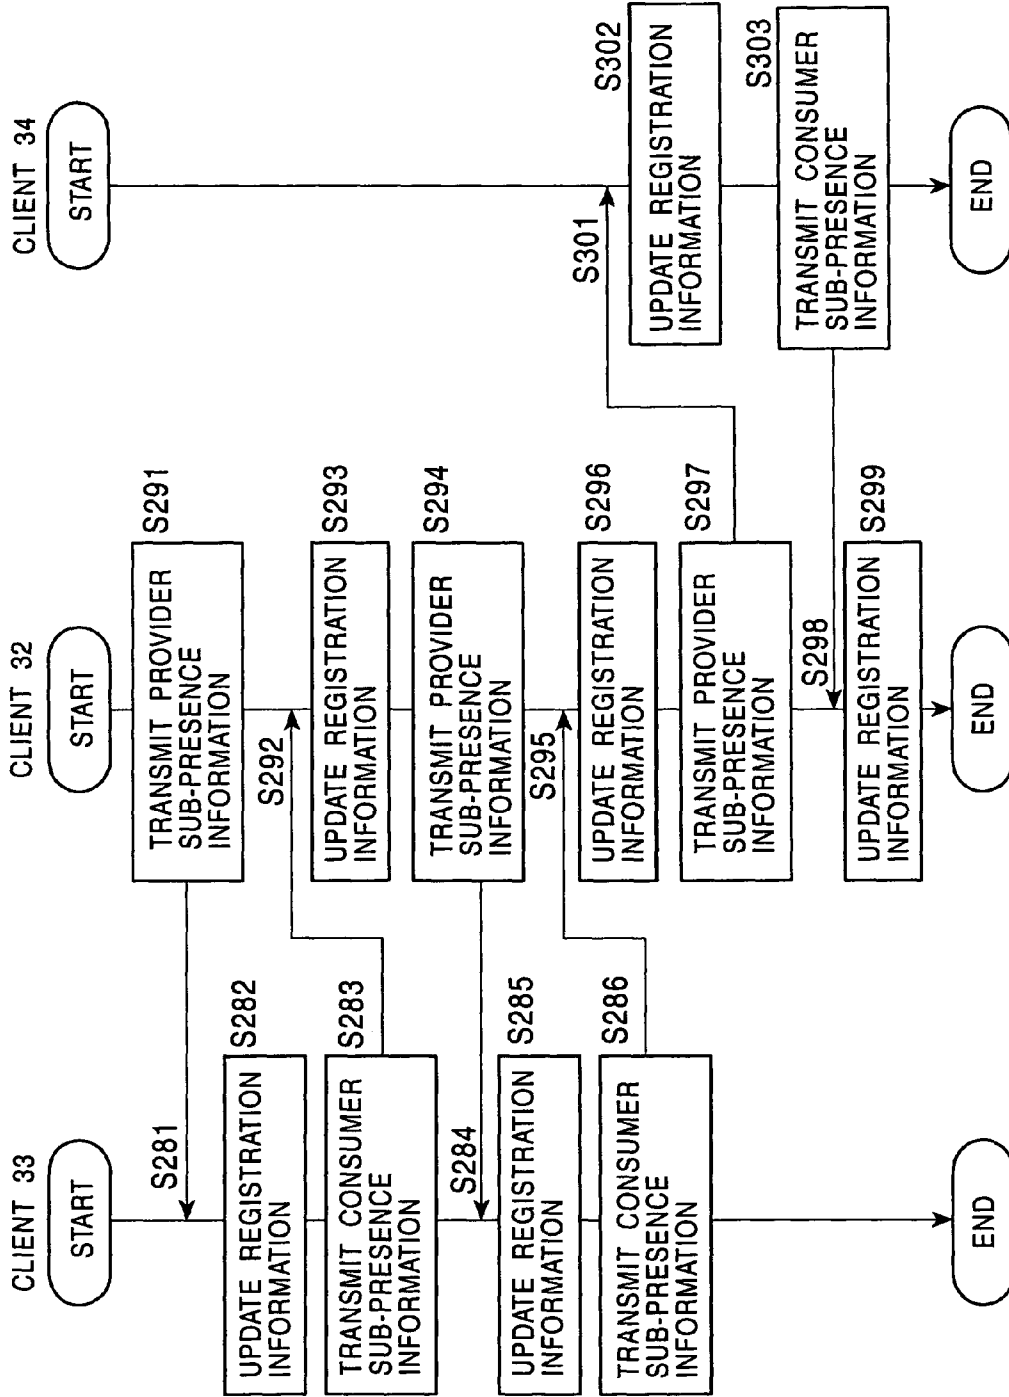 CLIENT 33
START
S281
UPDATE REGISTRATION
INFORMATION
S282
TRANSMIT CONSUMER
SUB-PRESENCE
INFORMATION
S283
S284
UPDATE REGISTRATION
INFORMATION
S285
TRANSMIT CONSUMER
SUB-PRESENCE
INFORMATION
S286
END
CLIENT 32
START
TRANSMIT PROVIDER
SUB-PRESENCE
INFORMATION
S291
S292
UPDATE REGISTRATION
INFORMATION
S293
TRANSMIT PROVIDER
SUB-PRESENCE
INFORMATION
S294
S295
UPDATE REGISTRATION
INFORMATION
S296
TRANSMIT PROVIDER
SUB-PRESENCE
INFORMATION
S297
S298
UPDATE REGISTRATION
INFORMATION
S299
END
CLIENT 34
START
S301
UPDATE REGISTRATION
INFORMATION
S302
TRANSMIT CONSUMER
SUB-PRESENCE
INFORMATION
S303
END